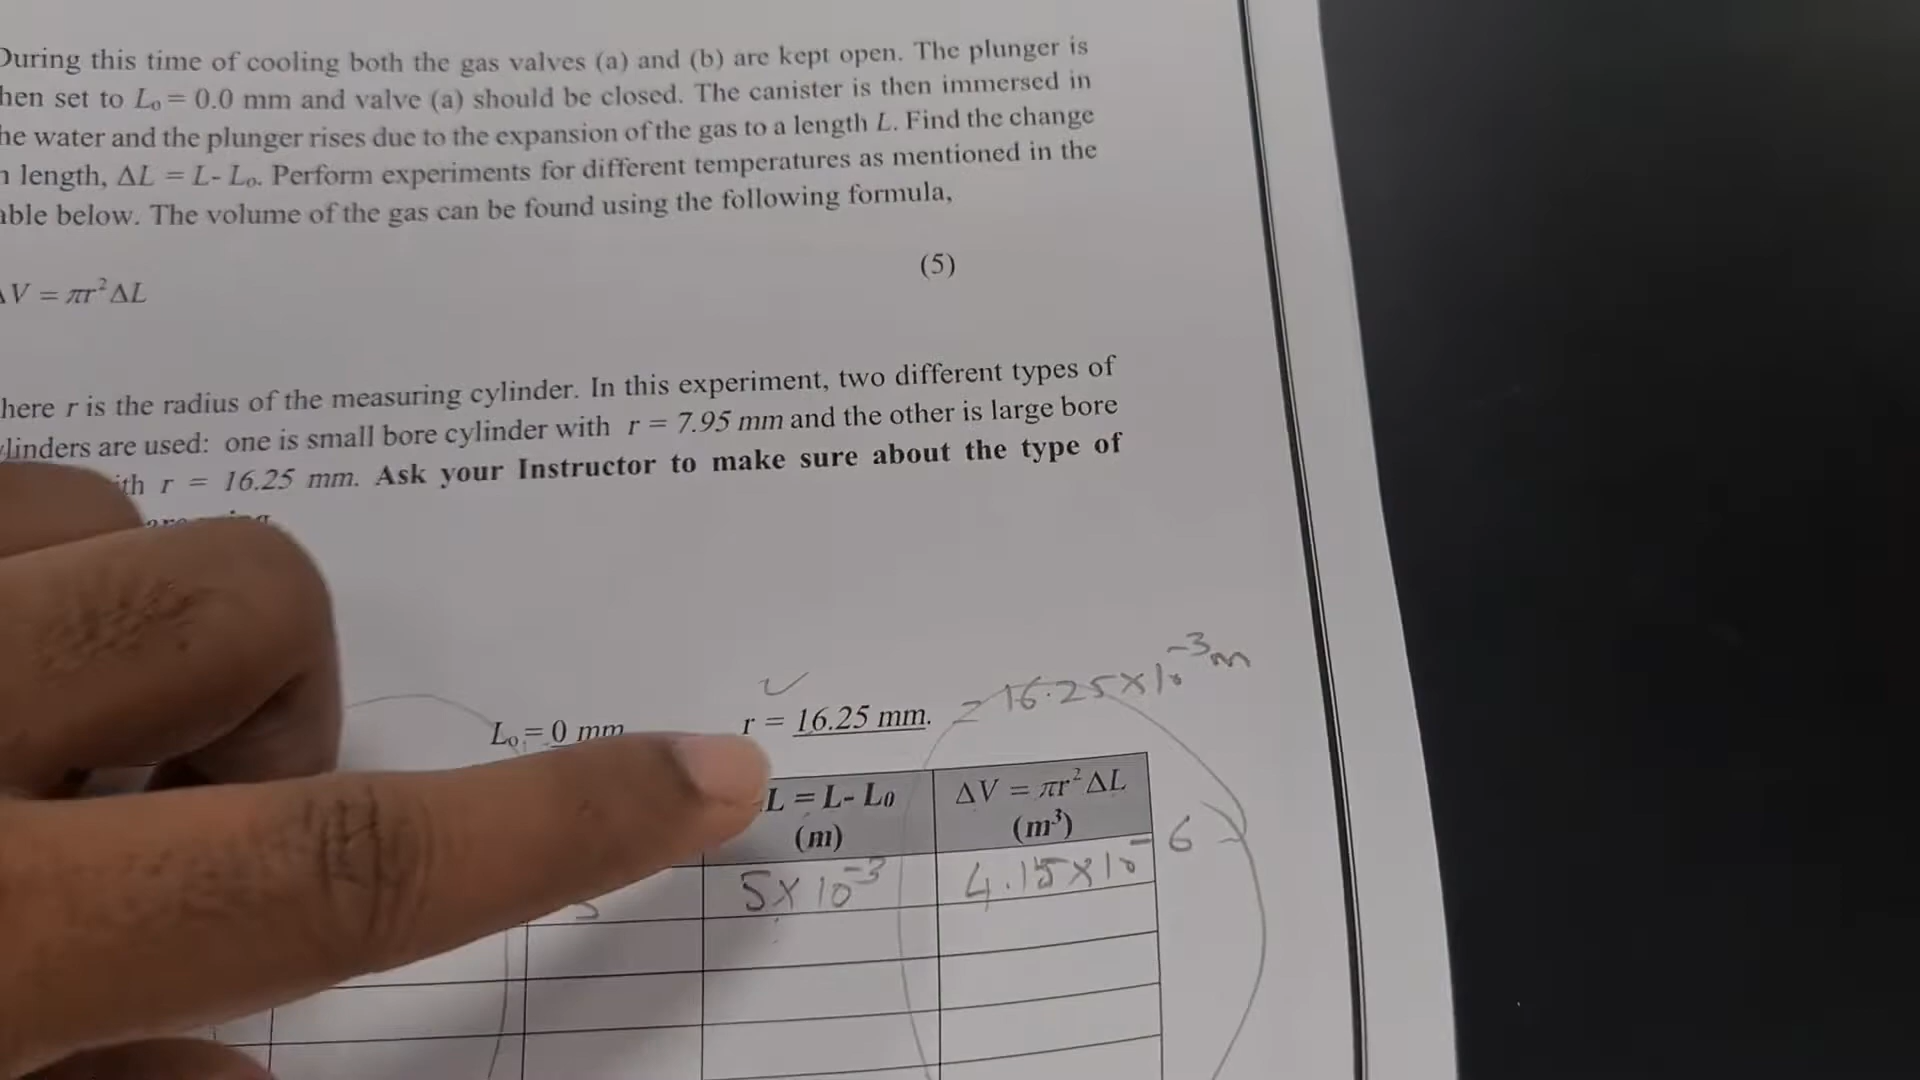 During this time of cooling both the gas valves (a) and (b) are kept open. The plunger is
hen set to Lₒ = 0.0 mm and valve (a) should be closed. The canister is then immersed in
he water and the plunger rises due to the expansion of the gas to a length L. Find the change
n length, ΔL = L- Lₒ. Perform experiments for different temperatures as mentioned in the
able below. The volume of the gas can be found using the following formula,
(5)
ΔV = πr²ΔL
here r is the radius of the measuring cylinder. In this experiment, two different types of
ylinders are used: one is small bore cylinder with r = 7.95 mm and the other is large bore
ith r = 16.25 mm. Ask your Instructor to make sure about the type of
Lₒ = 0 mm r = 16.25 mm. = 16.25×10⁻³m
L = L- L₀ ΔV = πr²ΔL
(m) (m³)
5×10⁻³ 4.15×10⁻⁶